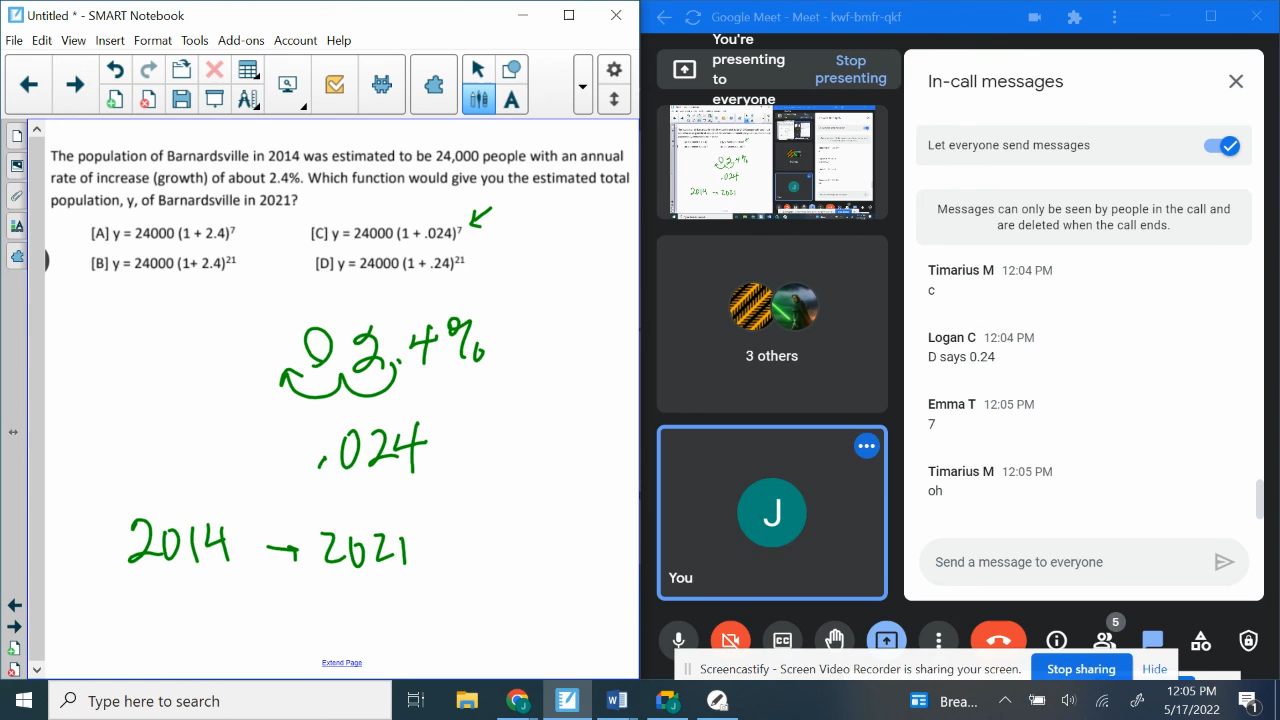 Untitled * - SMART Notebook
File Edit View Insert Format Tools Add-ons Account Help
The population of Barnardsville in 2014 was estimated to be 24,000 people with an annual
rate of increase (growth) of about 2.4%. Which function would give you the estimated total
population, y, of Barnardsville in 2021?
[A] y = 24000 (1 + 2.4)⁷ [C] y = 24000 (1 + .024)⁷
[B] y = 24000 (1+ 2.4)²¹ [D] y = 24000 (1 + .24)²¹
02.4%
.024
2014 → 2021
Extend Page
Google Meet - kwf-bmfr-qkf
You're
presenting
to
everyone
Stop
presenting
3 others
J
You
In-call messages
Let everyone send messages
Messages can only be seen by people in the call and
are deleted when the call ends.
Timarius M 12:04 PM
c
Logan C 12:04 PM
D says 0.24
Emma T 12:05 PM
7
Timarius M 12:05 PM
oh
Send a message to everyone
5
Screencastify - Screen Video Recorder is sharing your screen.
Stop sharing
Hide
Type here to search
Brea...
12:05 PM
5/17/2022
1